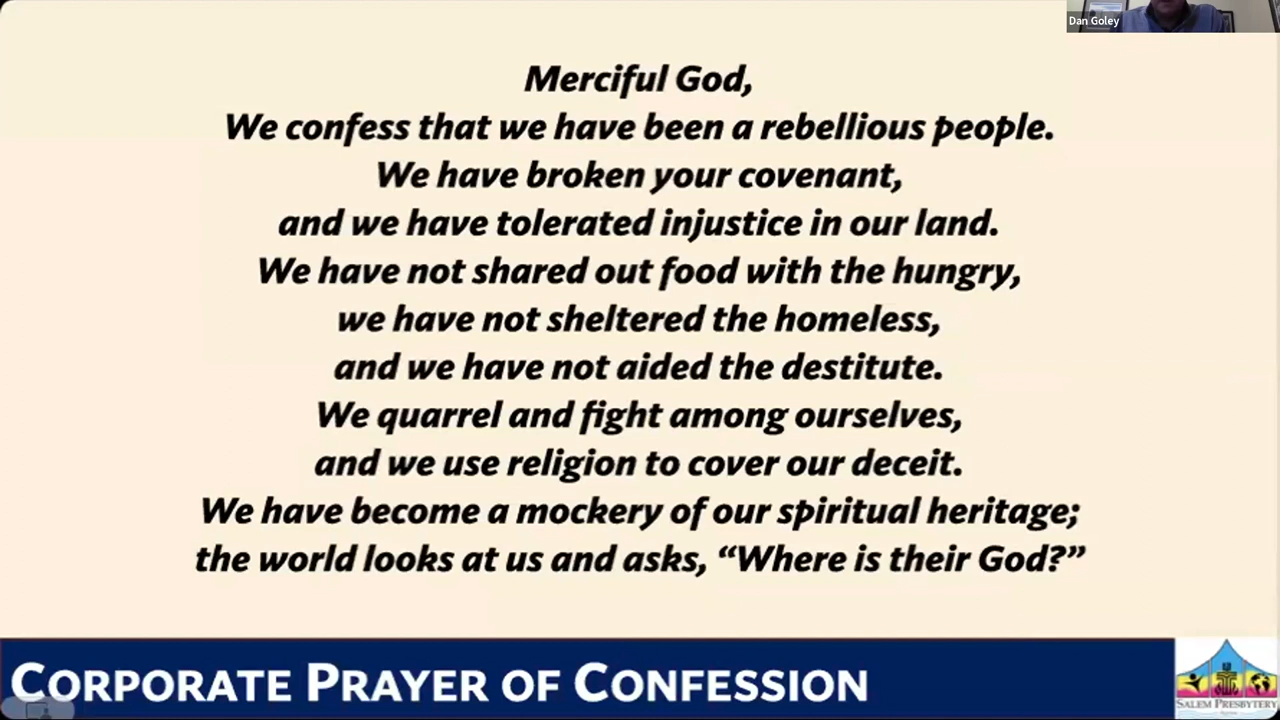 Dan Goley
Merciful God,
We confess that we have been a rebellious people.
We have broken your covenant,
and we have tolerated injustice in our land.
We have not shared out food with the hungry,
we have not sheltered the homeless,
and we have not aided the destitute.
We quarrel and fight among ourselves,
and we use religion to cover our deceit.
We have become a mockery of our spiritual heritage;
the world looks at us and asks, “Where is their God?”
CORPORATE PRAYER OF CONFESSION
SALEM PRESBYTERY